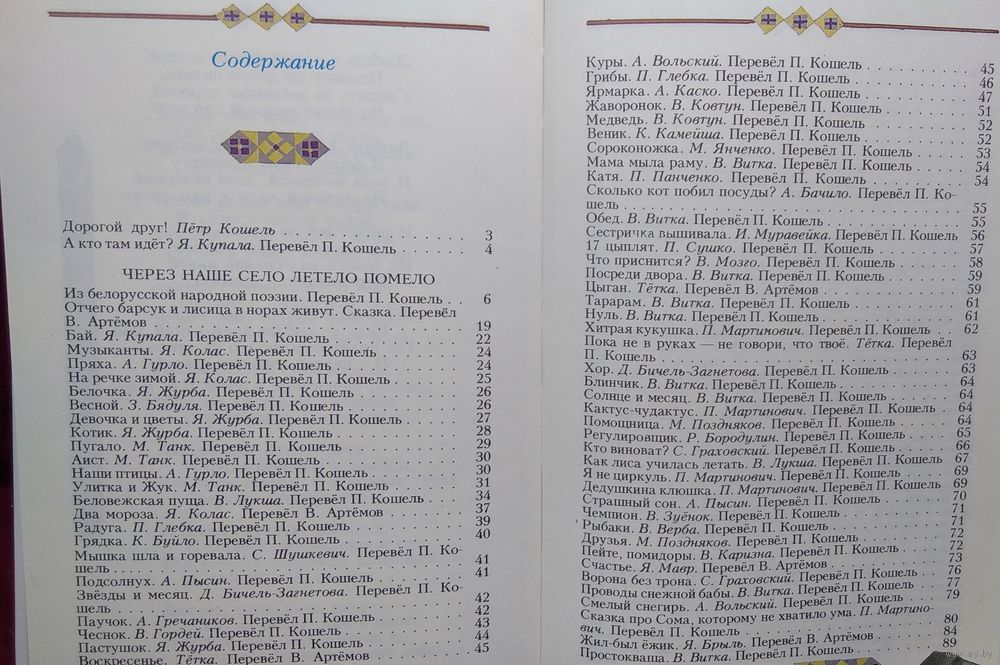 Содержание
Дорогой друг! Пётр Кошель . . . . . . . . . . . . . . . 3
А кто там идёт? Я. Купала. Перевёл П. Кошель . . . . . . 4
ЧЕРЕЗ НАШЕ СЕЛО ЛЕТЕЛО ПОМЕЛО
Из белорусской народной поэзии. Перевёл П. Кошель . . 6
Отчего барсук и лисица в норах живут. Сказка. Перевёл
В. Артёмов . . . . . . . . . . . . . . . 19
Бай. Я. Купала. Перевёл П. Кошель . . . . . . . . . 22
Музыканты. Я. Колас. Перевёл П. Кошель . . . . . . 24
Пряха. А. Гурло. Перевёл П. Кошель . . . . . . . . 24
На речке зимой. Я. Колас. Перевёл П. Кошель . . . . 25
Белочка. Я. Журба. Перевёл П. Кошель . . . . . . . 26
Весной. З. Бядуля. Перевёл П. Кошель . . . . . . . 26
Девочка и цветы. Я. Журба. Перевёл П. Кошель . . . 27
Котик. Я. Журба. Перевёл П. Кошель . . . . . . . . 28
Пугало. М. Танк. Перевёл П. Кошель . . . . . . . . 29
Аист. М. Танк. Перевёл П. Кошель . . . . . . . . . 30
Наши птицы. А. Гурло. Перевёл П. Кошель . . . . . . 30
Улитка и Жук. М. Танк. Перевёл П. Кошель . . . . . 31
Беловежская пуща. В. Лукша. Перевёл П. Кошель . . . 34
Два мороза. Я. Колас. Перевёл В. Артёмов . . . . . 37
Радуга. П. Глебка. Перевёл П. Кошель . . . . . . . 39
Грядка. К. Буйло. Перевёл П. Кошель . . . . . . . . 40
Мышка шла и горевала. С. Шушкевич. Перевёл П. Ко-
шель . . . . . . . . . . . . . . . 41
Подсолнух. А. Пысин. Перевёл П. Кошель . . . . . . 41
Звёзды и месяц. Д. Бичель-Загнетова. Перевёл П. Ко-
шель . . . . . . . . . . . . . . . 42
Паучок. А. Гречаников. Перевёл П. Кошель . . . . . 42
Чеснок. В. Гордей. Перевёл П. Кошель . . . . . . . 43
Пастушок. Я. Журба. Перевёл П. Кошель . . . . . . . 44
Воскресенье. Тётка. Перевёл П. Кошель . . . . . . . 45
Куры. А. Вольский. Перевёл П. Кошель . . . . . . . 45
Грибы. П. Глебка. Перевёл П. Кошель . . . . . . . . 46
Ярмарка. А. Каско. Перевёл П. Кошель . . . . . . . 47
Жаворонок. В. Ковтун. Перевёл П. Кошель . . . . . . 51
Медведь. В. Ковтун. Перевёл П. Кошель . . . . . . . 52
Веник. К. Камейша. Перевёл П. Кошель . . . . . . . 52
Сороконожка. М. Янченко. Перевёл П. Кошель . . . . 53
Мама мыла раму. В. Витка. Перевёл П. Кошель . . . . 54
Катя. П. Панченко. Перевёл П. Кошель . . . . . . . 54
Сколько кот побил посуды? А. Бачило. Перевёл П. Ко-
шель . . . . . . . . . . . . . . . 55
Обед. В. Витка. Перевёл П. Кошель . . . . . . . . . 55
Сестричка вышивала. И. Муравейка. Перевёл П. Кошель 56
17 цыплят. П. Сушко. Перевёл П. Кошель . . . . . . 57
Что приснится? В. Мозго. Перевёл П. Кошель . . . . 58
Посреди двора. В. Витка. Перевёл П. Кошель . . . . 59
Цыган. Тётка. Перевёл В. Артёмов . . . . . . . . . 59
Тарарам. В. Витка. Перевёл П. Кошель . . . . . . . 61
Нуль. В. Витка. Перевёл П. Кошель . . . . . . . . . 61
Хитрая кукушка. П. Мартинович. Перевёл П. Кошель . . 62
Пока не в руках — не говори, что твоё. Тётка. Перевёл
П. Кошель . . . . . . . . . . . . . . . 63
Хор. Д. Бичель-Загнетова. Перевёл П. Кошель . . . . 63
Блинчик. В. Витка. Перевёл П. Кошель . . . . . . . 64
Солнце и месяц. В. Витка. Перевёл П. Кошель . . . . 64
Кактус-чудактус. П. Мартинович. Перевёл П. Кошель . 64
Помощница. М. Поздняков. Перевёл П. Кошель . . . . 64
Регулировщик. Р. Бородулин. Перевёл П. Кошель . . . 65
Кто виноват? С. Граховский. Перевёл П. Кошель . . . 66
Как лиса училась летать. В. Лукша. Перевёл П. Кошель 67
Я не циркуль. П. Мартинович. Перевёл П. Кошель . . . 69
Дедушкина клюшка. П. Мартинович. Перевёл П. Кошель 69
Страшный сон. А. Пысин. Перевёл П. Кошель . . . . . 70
Чемпион. В. Зуёнок. Перевёл П. Кошель . . . . . . . 71
Рыбаки. В. Верба. Перевёл П. Кошель . . . . . . . . 71
Друзья. М. Поздняков. Перевёл П. Кошель . . . . . . 72
Пейте, помидоры. В. Каризна. Перевёл П. Кошель . . . 72
Счастье. Я. Мавр. Перевёл В. Артёмов . . . . . . . 73
Ворона без трона. С. Граховский. Перевёл П. Кошель . . 76
Проводы снежной бабы. В. Витка. Перевёл П. Кошель . . 77
Смелый снегирь. А. Вольский. Перевёл П. Кошель . . . 79
Сказка про Сома, которому не хватило ума. П. Мартино-
вич. Перевёл П. Кошель . . . . . . . . . . . 80
Жил-был ёжик. Я. Брыль. Перевёл В. Артёмов . . . . 84
Простокваша. В. Витка. Перевёл П. Кошель . . . . . 89
www.av.by